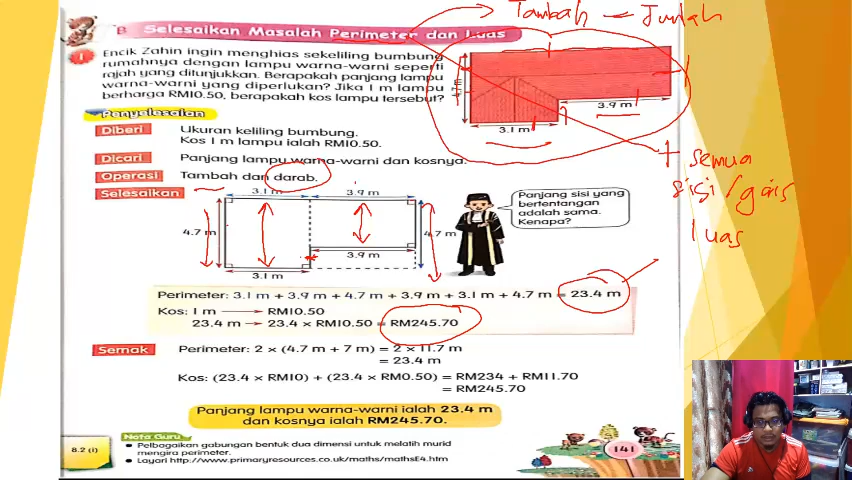 Tambah — Jumlah
B Selesaikan Masalah Perimeter dan Luas
1 Encik Zahin ingin menghias sekeliling bumbung
rumahnya dengan lampu warna-warni seperti
rajah yang ditunjukkan. Berapakah panjang lampu
warna-warni yang diperlukan? Jika 1 m lampu
berharga RM10.50, berapakah kos lampu tersebut?
3.9 m
3.1 m
+ semua
sisi / garis
luas
Penyelesaian
Diberi Ukuran keliling bumbung.
Kos 1 m lampu ialah RM10.50.
Dicari Panjang lampu warna-warni dan kosnya.
Operasi Tambah dan darab.
Selesaikan
3.1 m 3.9 m
4.7 m
4.7 m
3.9 m
3.1 m
Panjang sisi yang
bertentangan
adalah sama.
Kenapa?
Perimeter: 3.1 m + 3.9 m + 4.7 m + 3.9 m + 3.1 m + 4.7 m = 23.4 m
Kos: 1 m → RM10.50
23.4 m → 23.4 × RM10.50 = RM245.70
Semak Perimeter: 2 × (4.7 m + 7 m) = 2 × 11.7 m
= 23.4 m
Kos: (23.4 × RM10) + (23.4 × RM0.50) = RM234 + RM11.70
= RM245.70
Panjang lampu warna-warni ialah 23.4 m
dan kosnya ialah RM245.70.
Nota Guru
• Pelbagaikan gabungan bentuk dua dimensi untuk melatih murid
mengira perimeter.
• Layari http://www.primaryresources.co.uk/maths/mathsE4.htm
8.2 (i)
141